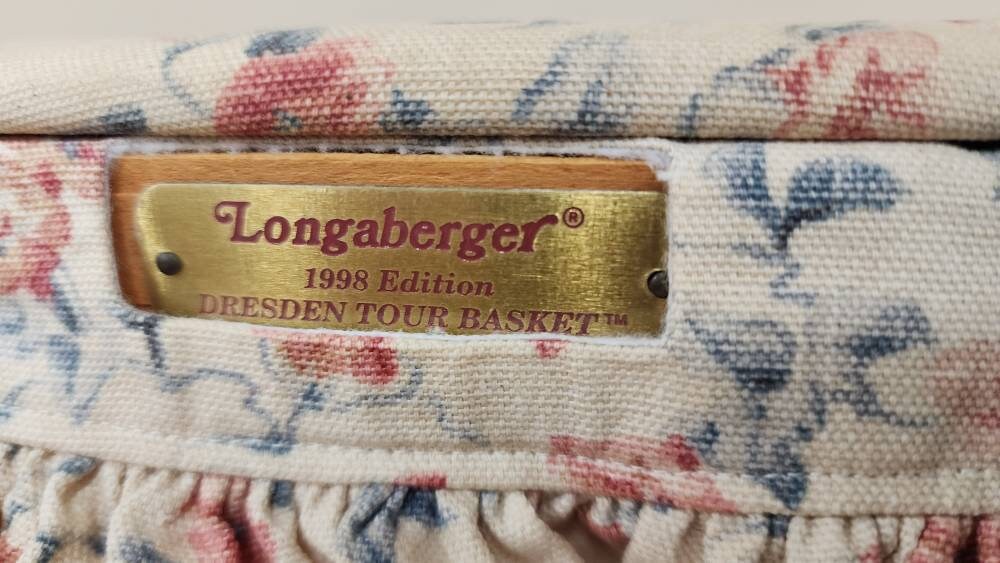 Longaberger®
1998 Edition
DRESDEN TOUR BASKET™